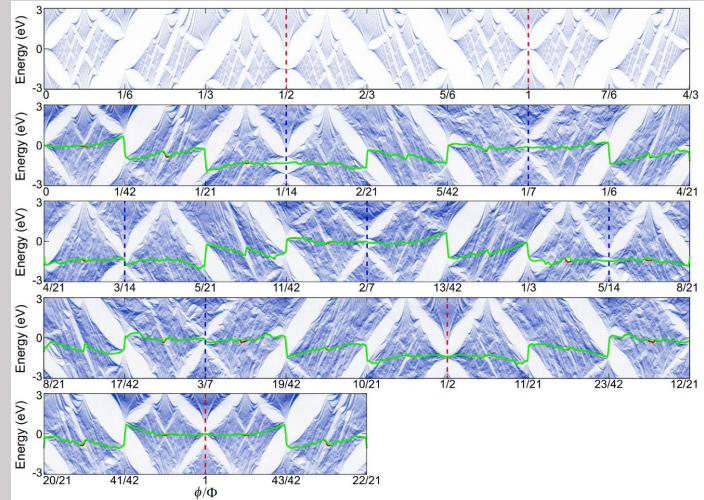 Energy (eV)
3
0
-3
0 1/6 1/3 1/2 2/3 5/6 1 7/6 4/3
Energy (eV)
3
0
-3
0 1/42 1/21 1/14 2/21 5/42 1/7 1/6 4/21
Energy (eV)
3
0
-3
4/21 3/14 5/21 11/42 2/7 13/42 1/3 5/14 8/21
Energy (eV)
3
0
-3
8/21 17/42 3/7 19/42 10/21 1/2 11/21 23/42 12/21
Energy (eV)
3
0
-3
20/21 41/42 1 43/42 22/21
ϕ/Φ